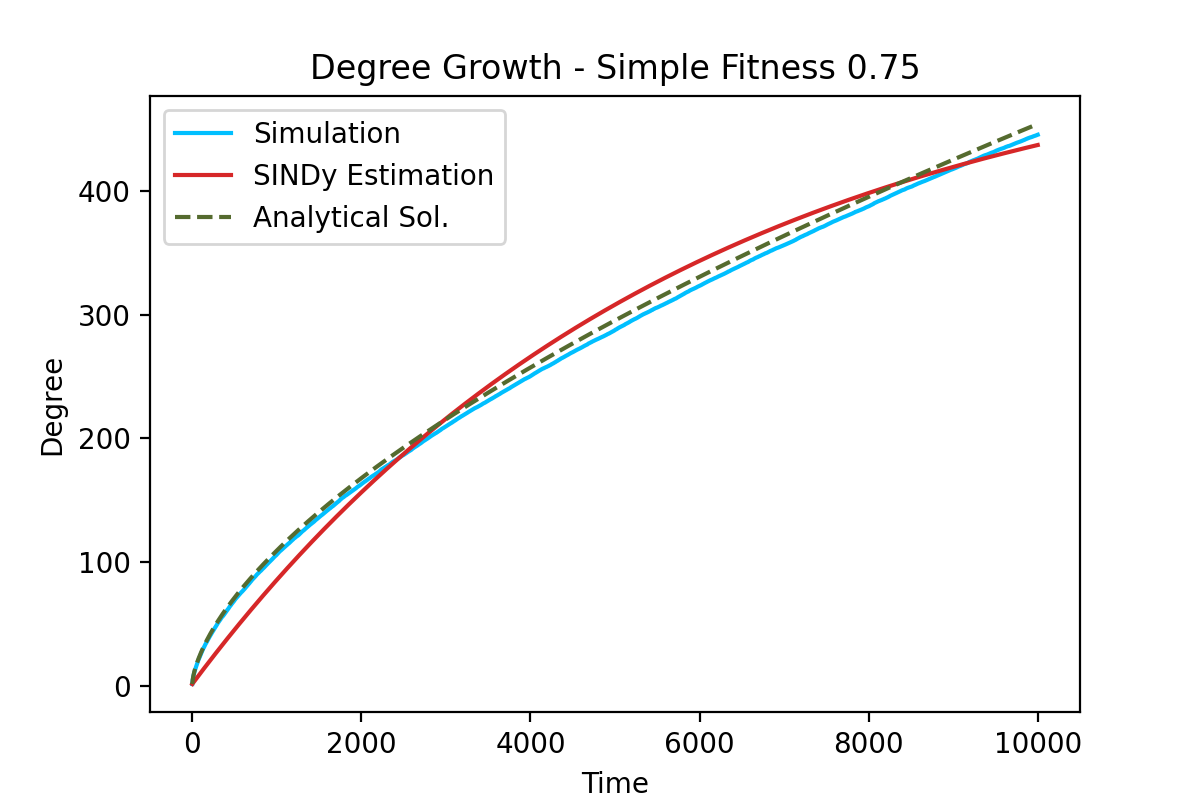 Degree Growth - Simple Fitness 0.75
Simulation
SINDy Estimation
Analytical Sol.
400
300
200
100
0
Degree
0 2000 4000 6000 8000 10000
Time